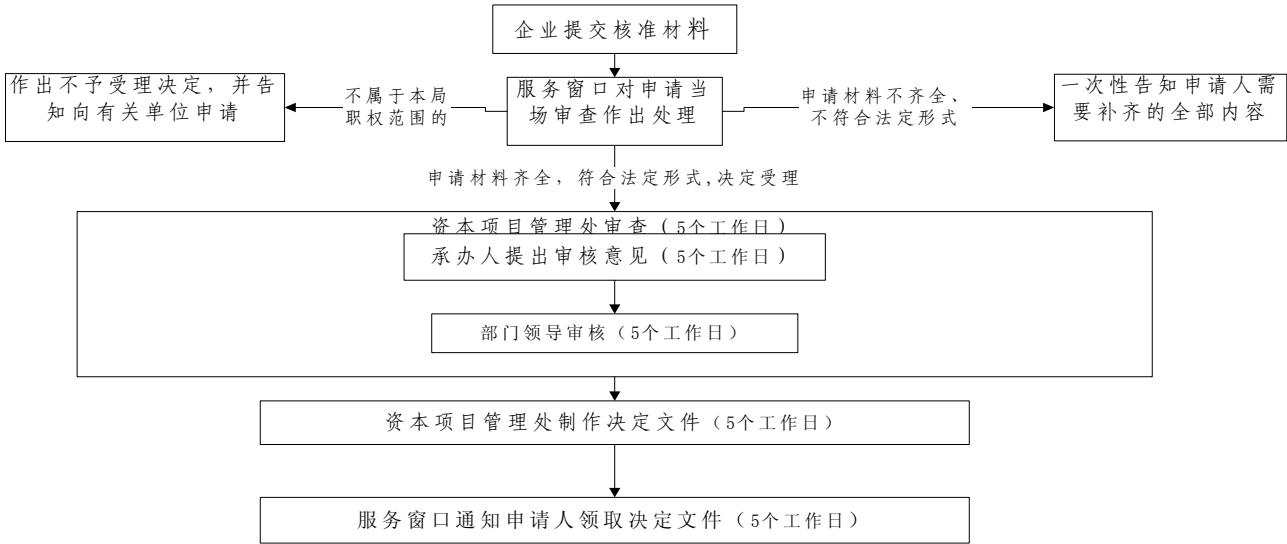 企业提交核准材料
作出不予受理决定，并告
知向有关单位申请
不属于本局
职权范围的
服务窗口对申请当
场审查作出处理
申请材料不齐全、
不符合法定形式
一次性告知申请人需
要补齐的全部内容
申请材料齐全，符合法定形式,决定受理
资本项目管理处审查（5个工作日）
承办人提出审核意见（5个工作日）
部门领导审核（5个工作日）
资本项目管理处制作决定文件（5个工作日）
服务窗口通知申请人领取决定文件（5个工作日）